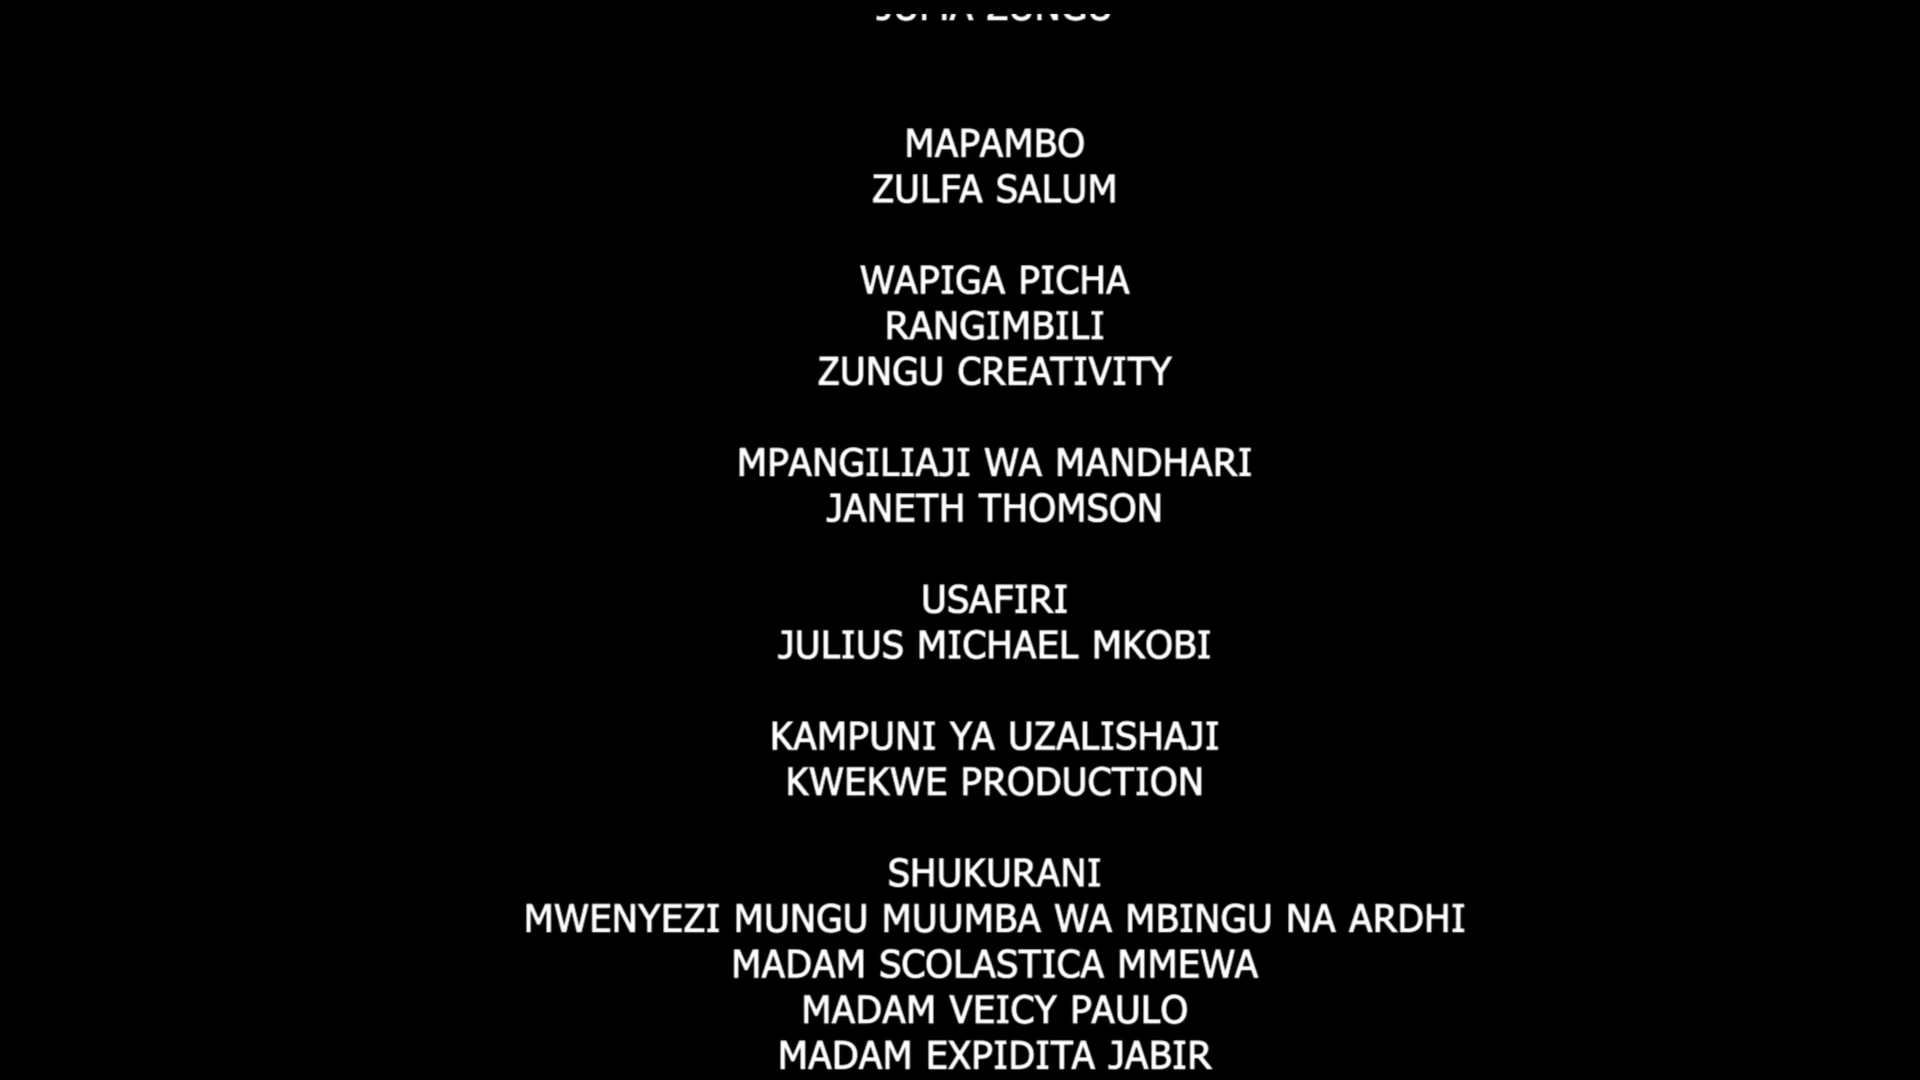 JUMA ZUNGU
MAPAMBO
ZULFA SALUM
WAPIGA PICHA
RANGIMBILI
ZUNGU CREATIVITY
MPANGILIAJI WA MANDHARI
JANETH THOMSON
USAFIRI
JULIUS MICHAEL MKOBI
KAMPUNI YA UZALISHAJI
KWEKWE PRODUCTION
SHUKURANI
MWENYEZI MUNGU MUUMBA WA MBINGU NA ARDHI
MADAM SCOLASTICA MMEWA
MADAM VEICY PAULO
MADAM EXPIDITA JABIR